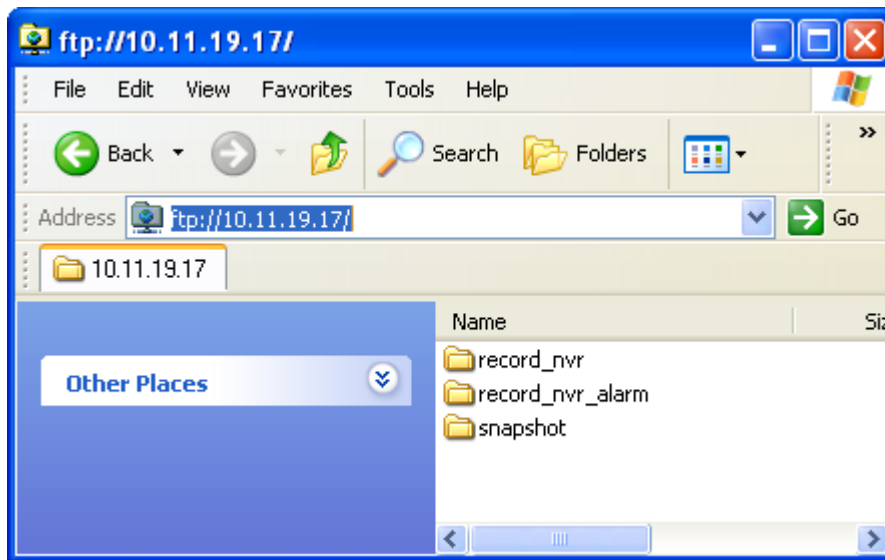 ftp://10.11.19.17/
File Edit View Favorites Tools Help
Back Search Folders »
Address ftp://10.11.19.17/ Go
10.11.19.17
Name Siz
Other Places
record_nvr
record_nvr_alarm
snapshot